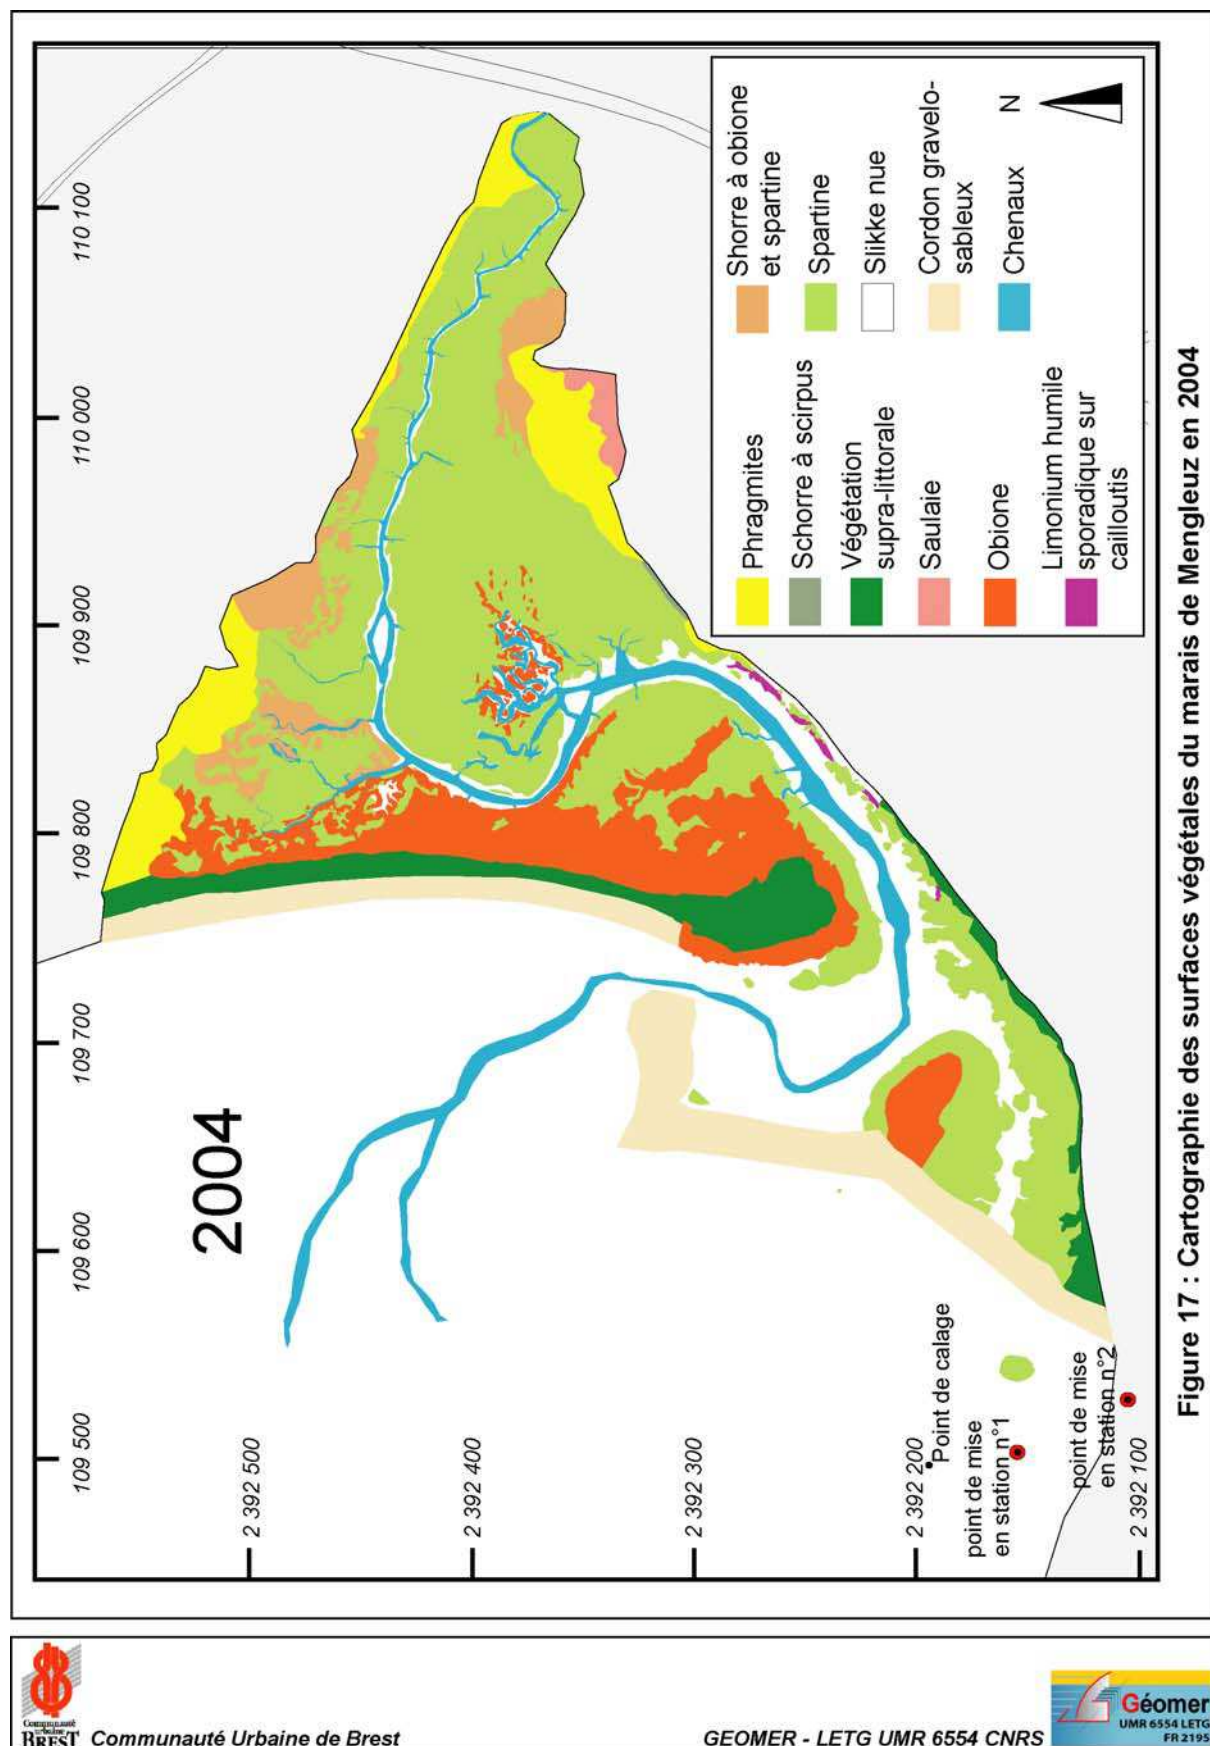 2004
109 500
109 600
109 700
109 800
109 900
110 000
110 100
2 392 500
2 392 400
2 392 300
2 392 200
2 392 100
Point de calage
point de mise
en station n°1
point de mise
en station n°2
Phragmites
Schorre à scirpus
Végétation
supra-littorale
Saulaie
Obione
Limonium humile
sporadique sur
cailloutis
Shorre à obione
et spartine
Spartine
Slikke nue
Cordon gravelo-
sableux
Chenaux
N
Figure 17 : Cartographie des surfaces végétales du marais de Mengleuz en 2004
Communauté
urbaine
BREST
Communauté Urbaine de Brest
GEOMER - LETG UMR 6554 CNRS
Géomer
UMR 6554 LETG
FR 2195